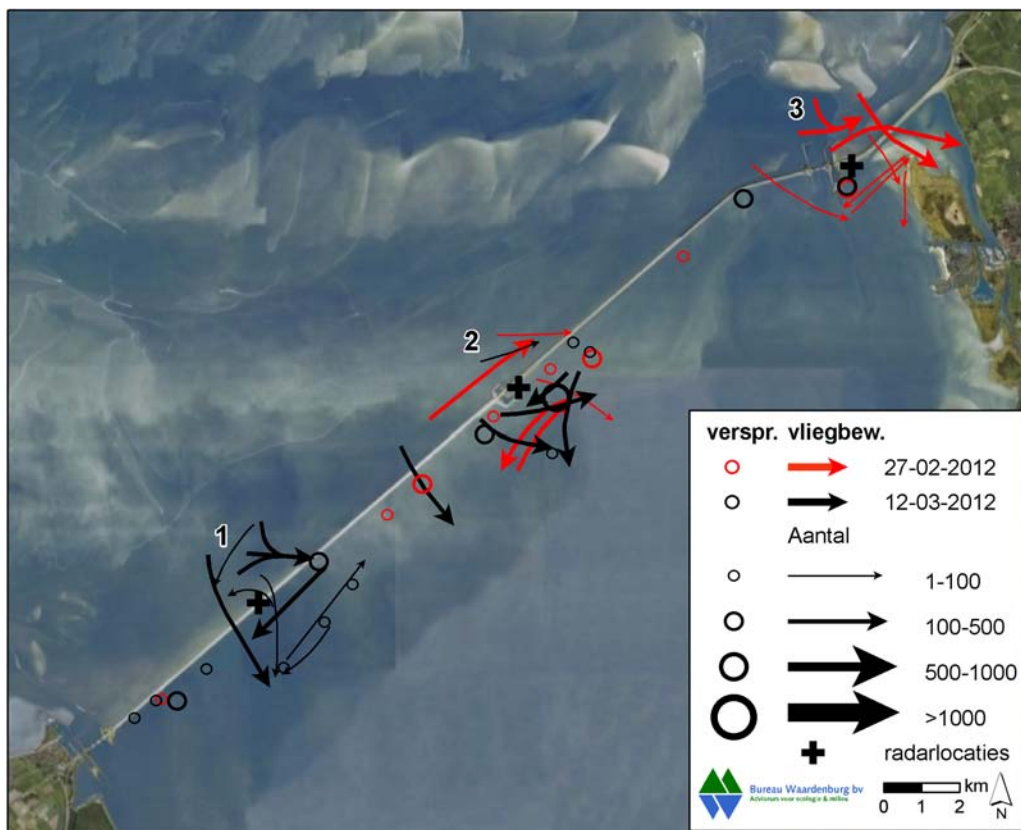 3
2
1
verspr. vliegbew.
27-02-2012
12-03-2012
Aantal
1-100
100-500
500-1000
>1000
radarlocaties
Bureau Waardenburg bv
Adviseurs voor ecologie & milieu
km
0 1 2
N